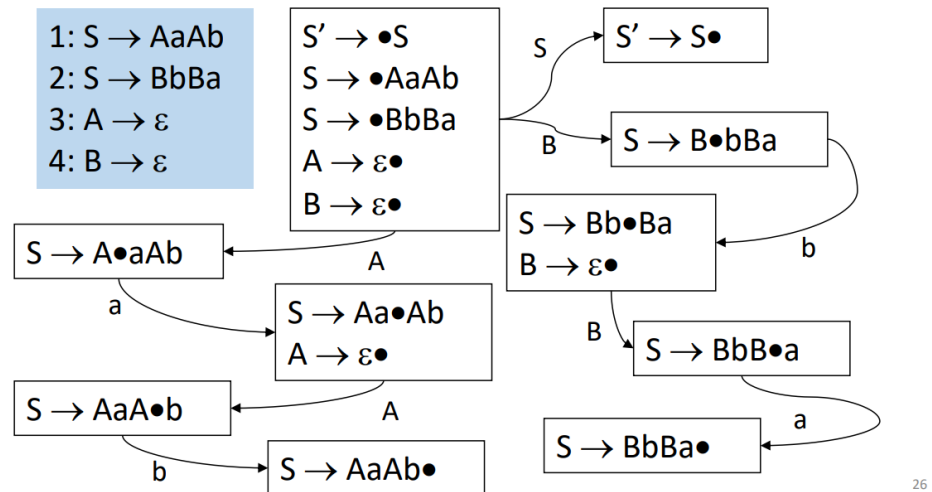 1: S → AaAb
2: S → BbBa
3: A → ε
4: B → ε
S’ → •S
S → •AaAb
S → •BbBa
A → ε•
B → ε•
S
S’ → S•
B
S → B•bBa
b
S → Bb•Ba
B → ε•
A
S → A•aAb
a
S → Aa•Ab
A → ε•
B
S → BbB•a
A
S → AaA•b
a
b
S → AaAb•
S → BbBa•
26